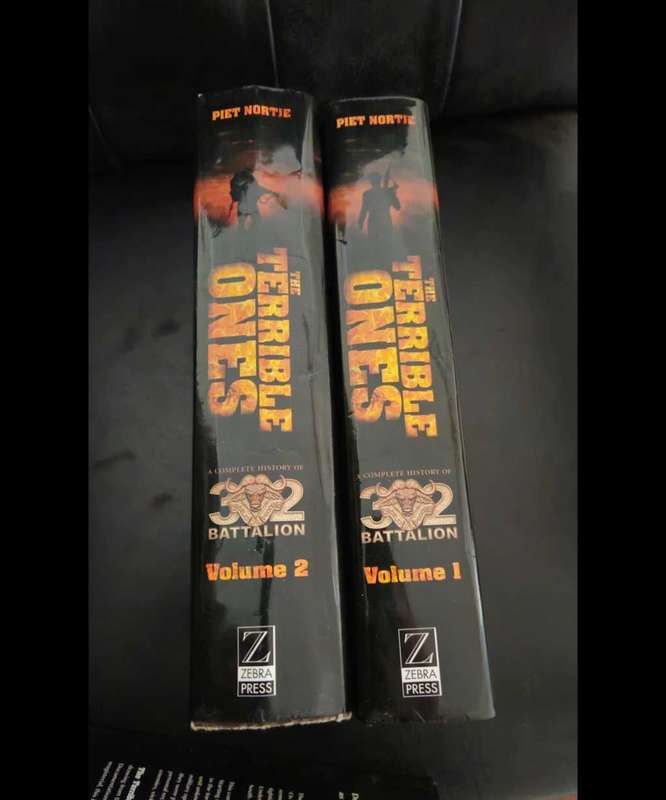 PIET NORTJE
THE
TERRIBLE
ONES
A COMPLETE HISTORY OF
32
BATTALION
Volume 2
Z
ZEBRA
PRESS
PIET NORTJE
THE
TERRIBLE
ONES
A COMPLETE HISTORY OF
32
BATTALION
Volume 1
Z
ZEBRA
PRESS